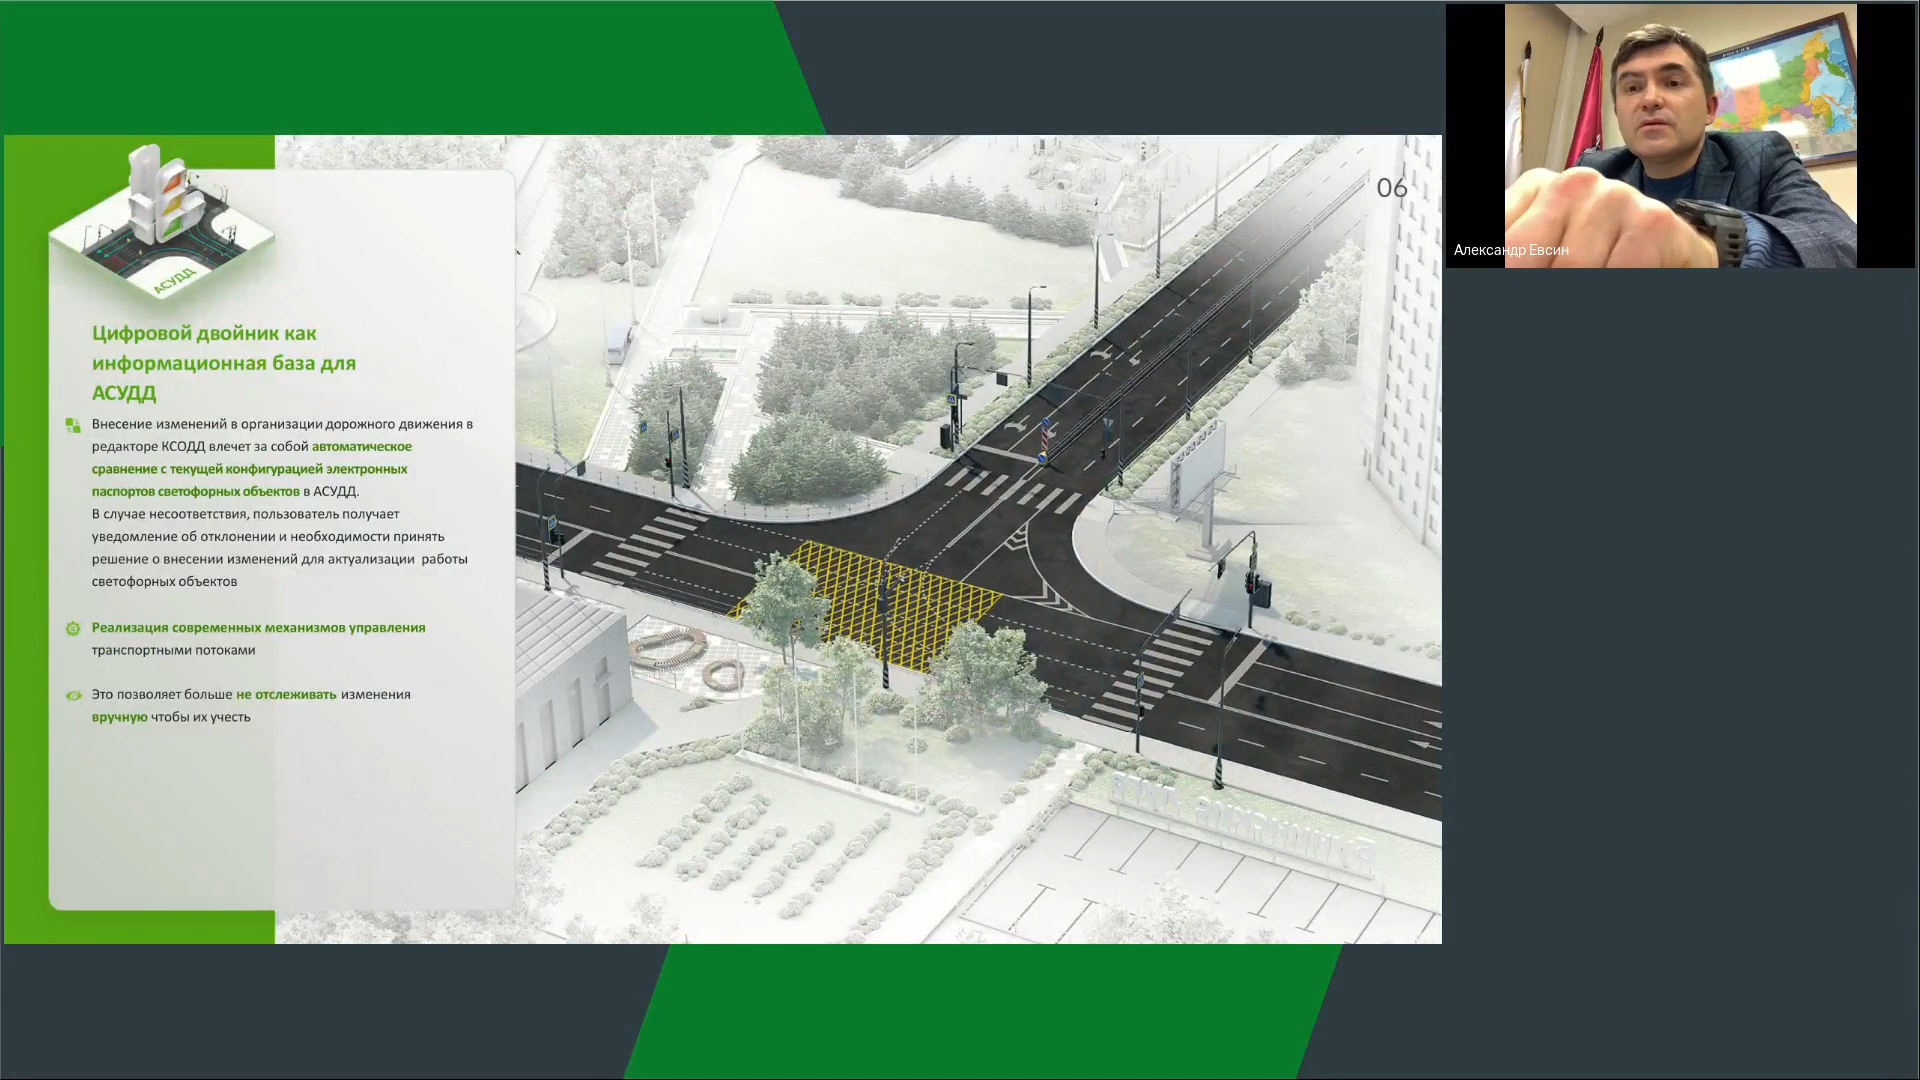 06
РОССИЯ
Александр Евсин
АСУДД
Цифровой двойник как
информационная база для
АСУДД
Внесение изменений в организации дорожного движения в
редакторе КСОДД влечет за собой автоматическое
сравнение с текущей конфигурацией электронных
паспортов светофорных объектов в АСУДД.
В случае несоответствия, пользователь получает
уведомление об отклонении и необходимости принять
решение о внесении изменений для актуализации работы
светофорных объектов
Реализация современных механизмов управления
транспортными потоками
Это позволяет больше не отслеживать изменения
вручную чтобы их учесть